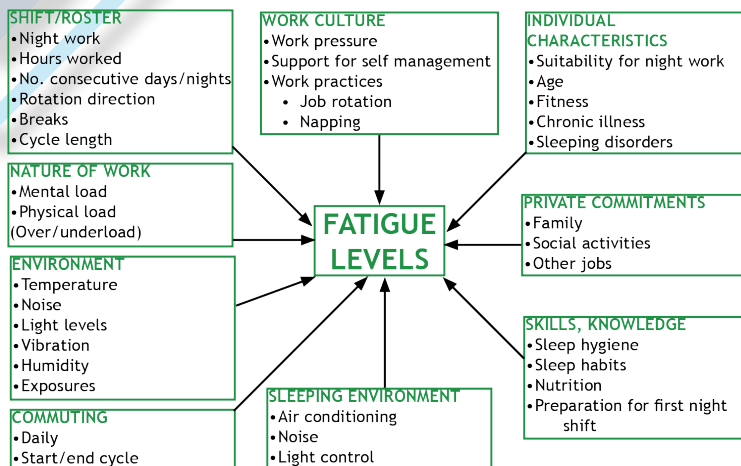 SHIFT/ROSTER
•Night work
•Hours worked
•No. consecutive days/nights
•Rotation direction
•Breaks
•Cycle length
WORK CULTURE
•Work pressure
•Support for self management
•Work practices
• Job rotation
• Napping
INDIVIDUAL
CHARACTERISTICS
•Suitability for night work
•Age
•Fitness
•Chronic illness
•Sleeping disorders
NATURE OF WORK
•Mental load
•Physical load
(Over/underload)
FATIGUE
LEVELS
PRIVATE COMMITMENTS
•Family
•Social activities
•Other jobs
ENVIRONMENT
•Temperature
•Noise
•Light levels
•Vibration
•Humidity
•Exposures
SKILLS, KNOWLEDGE
•Sleep hygiene
•Sleep habits
•Nutrition
•Preparation for first night
shift
COMMUTING
•Daily
•Start/end cycle
SLEEPING ENVIRONMENT
•Air conditioning
•Noise
•Light control